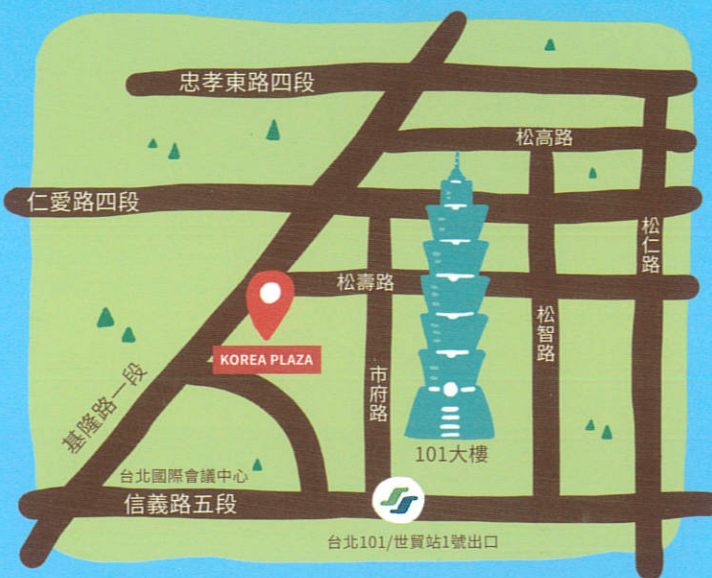 忠孝東路四段
松高路
仁愛路四段
松仁路
松壽路
松智路
KOREA PLAZA
市府路
基隆路一段
101大樓
台北國際會議中心
信義路五段
台北101/世貿站1號出口